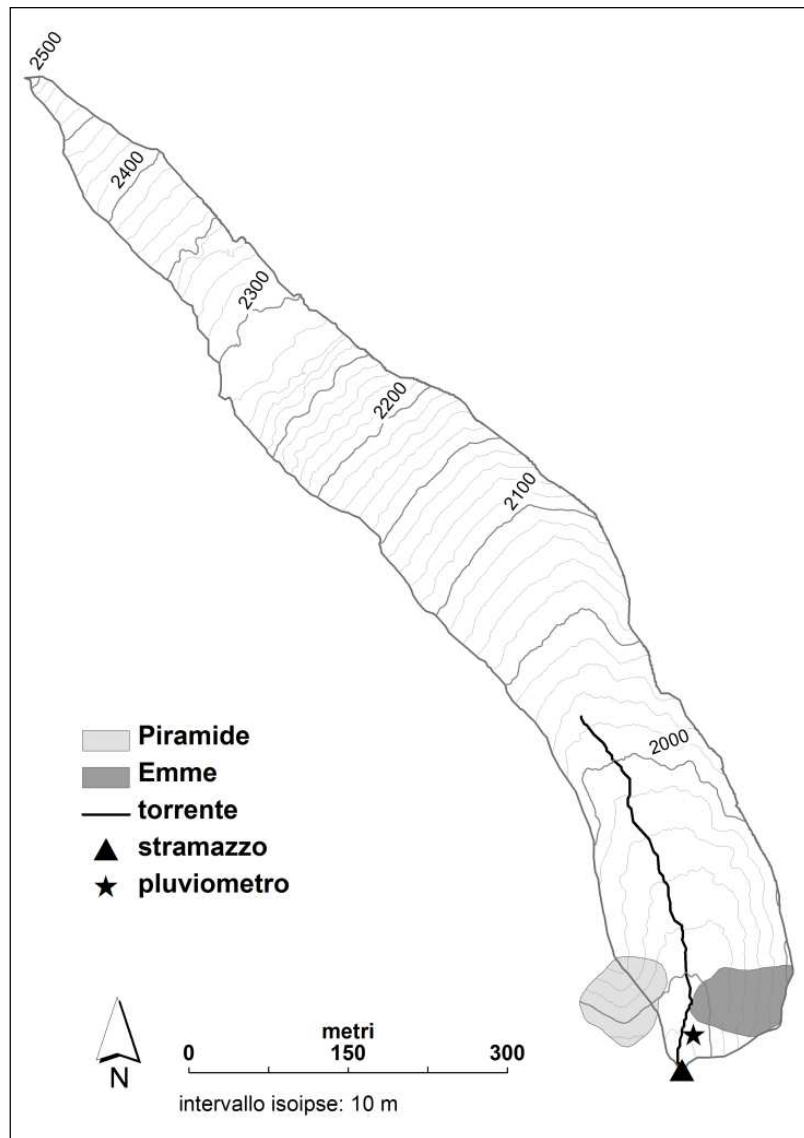 2500
2400
2300
2200
2100
2000
Piramide
Emme
torrente
stramazzo
pluviometro
N
metri
0 150 300
intervallo isoipse: 10 m